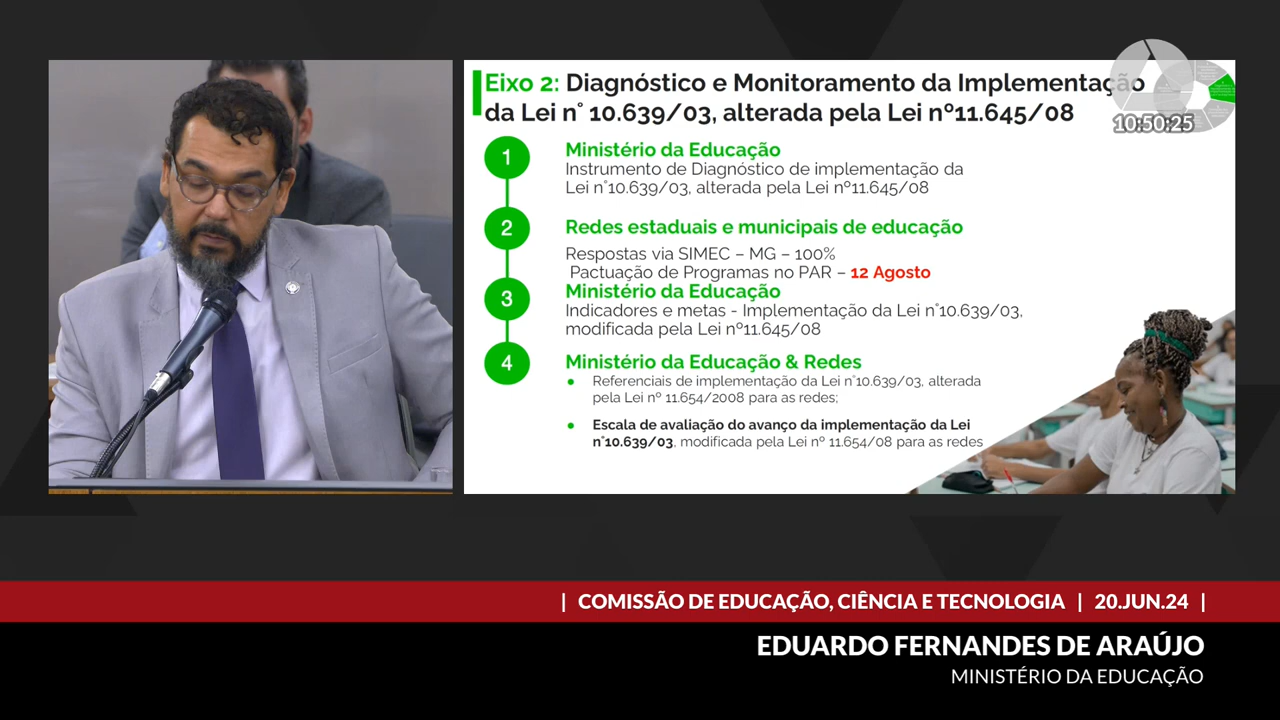 Eixo 2: Diagnóstico e Monitoramento da Implementação
da Lei n° 10.639/03, alterada pela Lei nº11.645/08
10:50:25
1
Ministério da Educação
Instrumento de Diagnóstico de implementação da
Lei n°10.639/03, alterada pela Lei nº11.645/08
2
Redes estaduais e municipais de educação
Respostas via SIMEC – MG – 100%
Pactuação de Programas no PAR – 12 Agosto
3
Ministério da Educação
Indicadores e metas - Implementação da Lei n°10.639/03,
modificada pela Lei nº11.645/08
4
Ministério da Educação & Redes
● Referenciais de implementação da Lei n°10.639/03, alterada
pela Lei nº 11.654/2008 para as redes;
● Escala de avaliação do avanço da implementação da Lei
n°10.639/03, modificada pela Lei nº 11.654/08 para as redes
| COMISSÃO DE EDUCAÇÃO, CIÊNCIA E TECNOLOGIA | 20.JUN.24 |
EDUARDO FERNANDES DE ARAÚJO
MINISTÉRIO DA EDUCAÇÃO